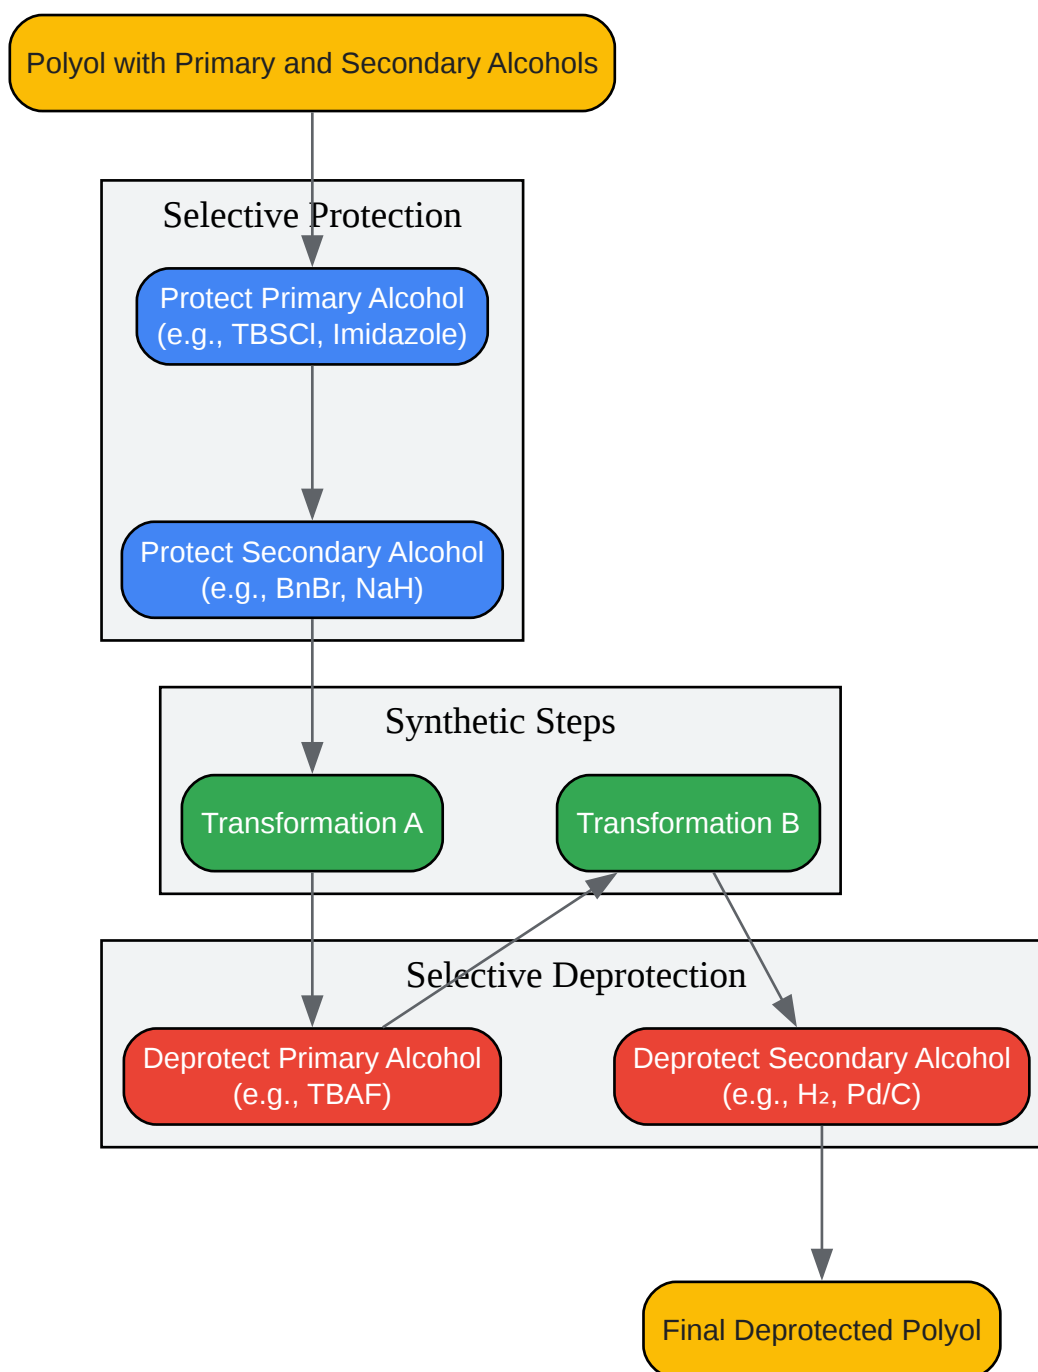 Polyol with Primary and Secondary Alcohols
Selective Protection
Protect Primary Alcohol
(e.g., TBSCl, Imidazole)
Protect Secondary Alcohol
(e.g., BnBr, NaH)
Synthetic Steps
Transformation A
Transformation B
Selective Deprotection
Deprotect Primary Alcohol
(e.g., TBAF)
Deprotect Secondary Alcohol
(e.g., H₂, Pd/C)
Final Deprotected Polyol